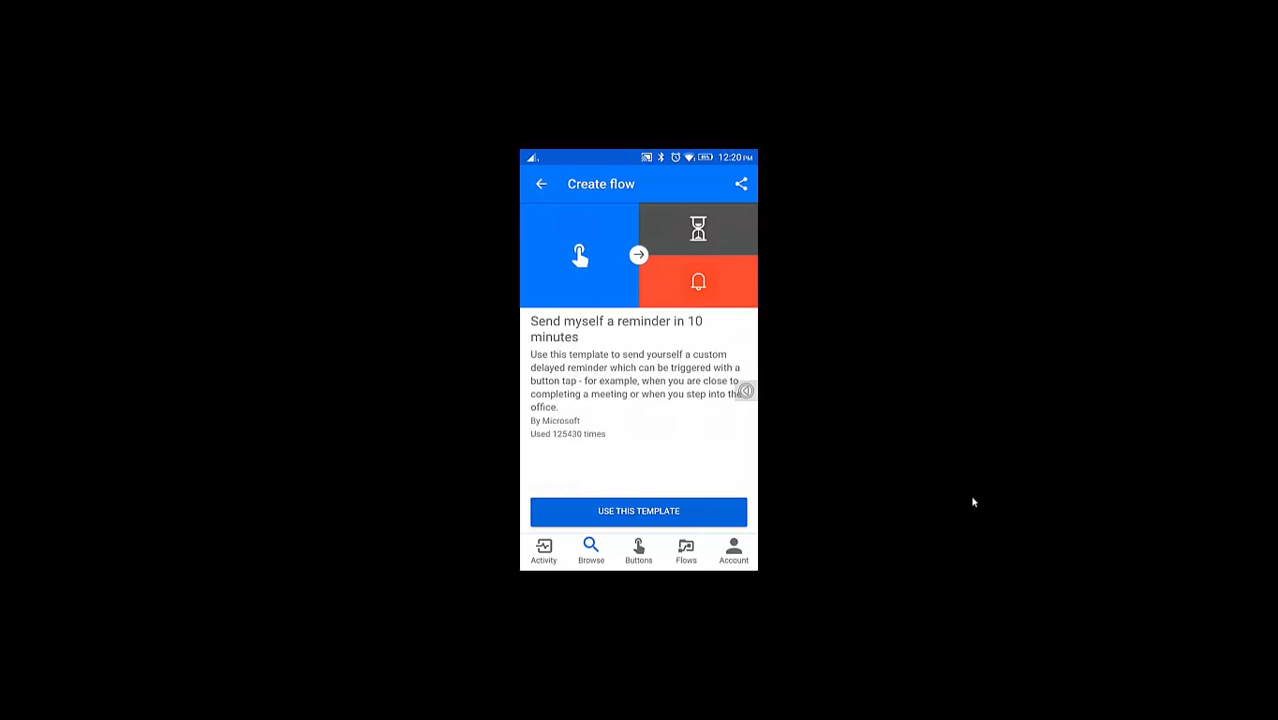 12:20 PM
Create flow
Send myself a reminder in 10
minutes
Use this template to send yourself a custom
delayed reminder which can be triggered with a
button tap - for example, when you are close to
completing a meeting or when you step into the
office.
By Microsoft
Used 125430 times
USE THIS TEMPLATE
Activity Browse Buttons Flows Account